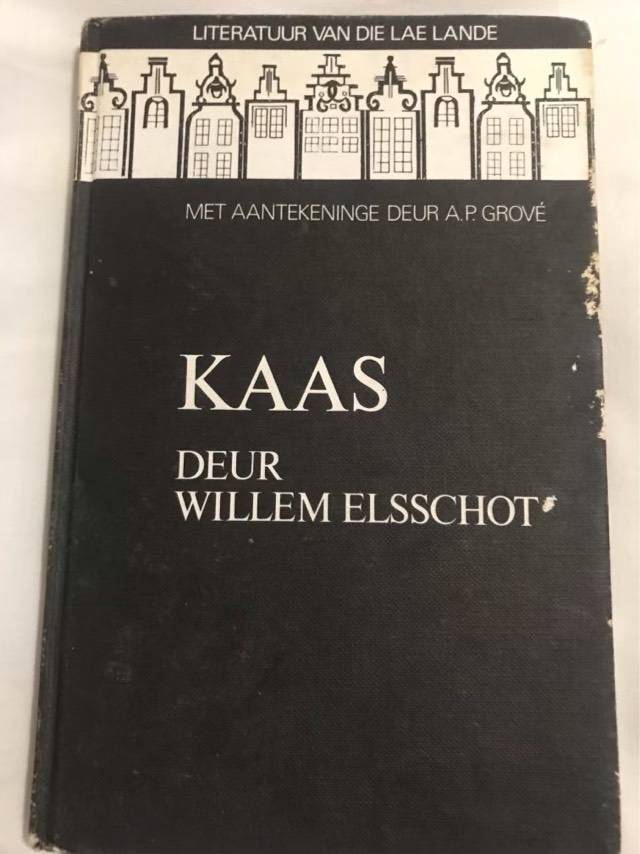 LITERATUUR VAN DIE LAE LANDE
MET AANTEKENINGE DEUR A.P. GROVÉ
KAAS
DEUR
WILLEM ELSSCHOT